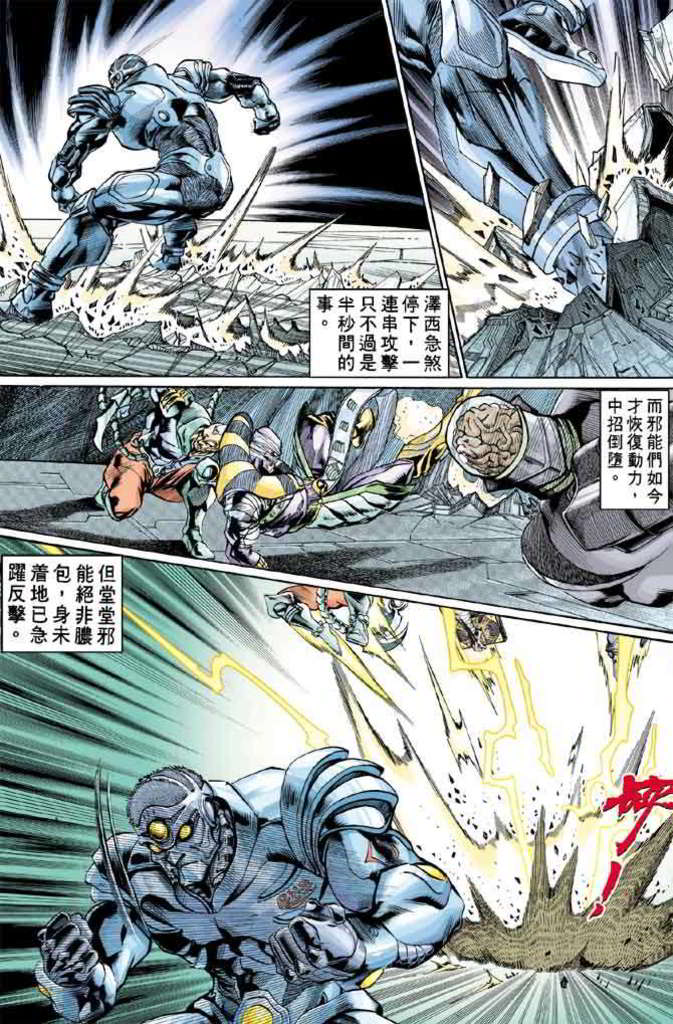 澤西急煞
停下，一
連串攻擊
只不過是
半秒間的
事。
而邪能們如今
才恢復動力，
中招倒墮。
但堂堂邪
能絕非膿
包，身未
着地已急
躍反擊。